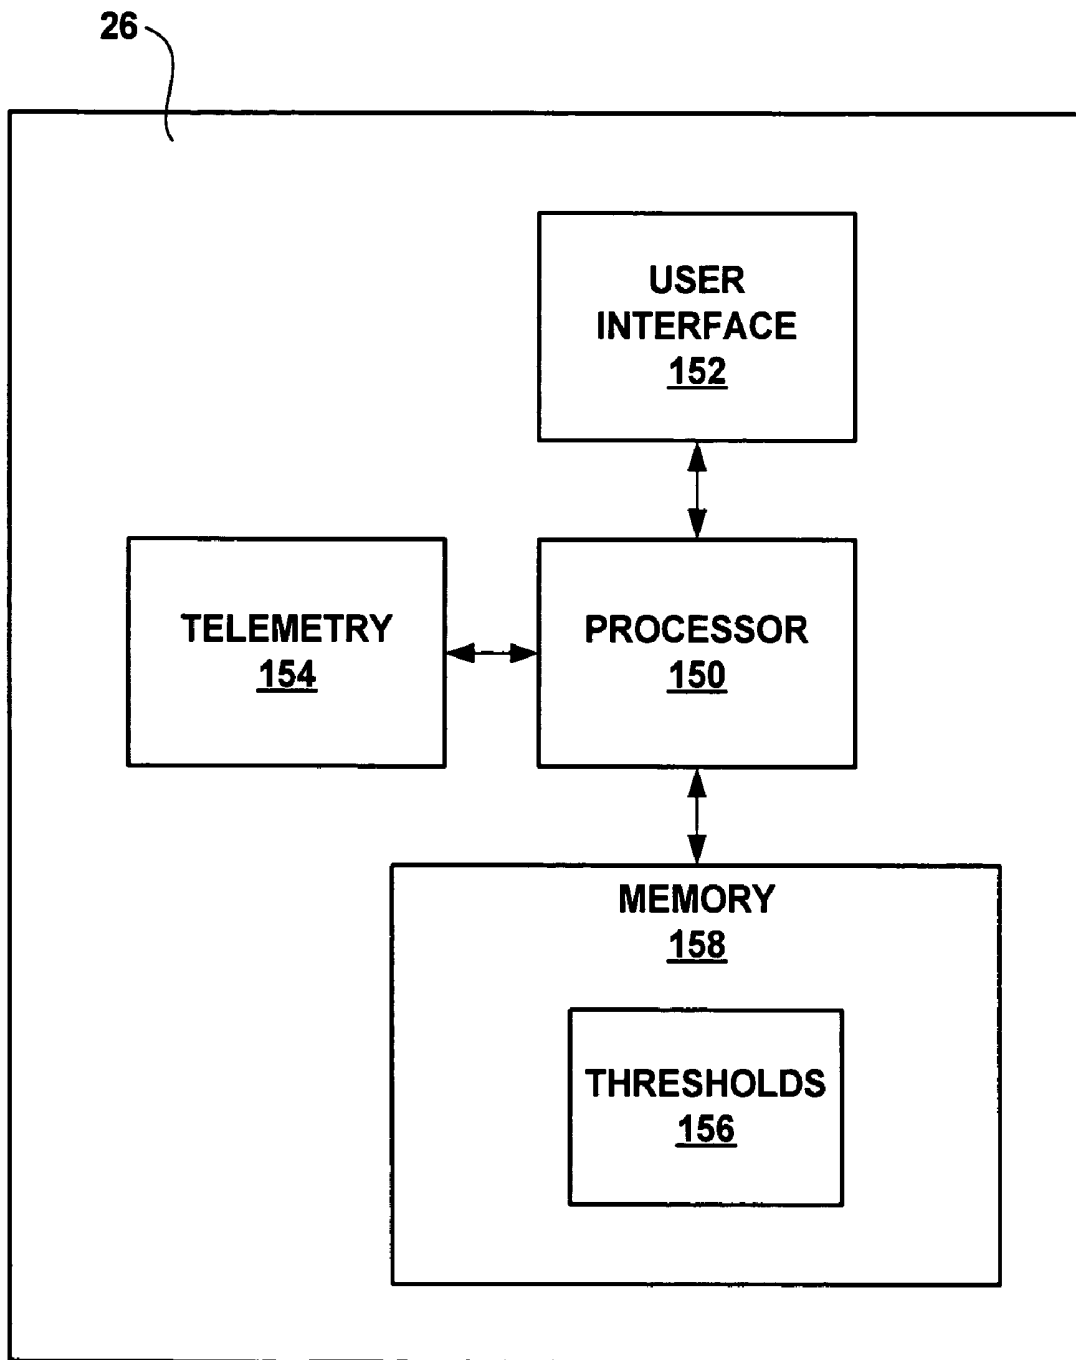 26
USER
INTERFACE
152
TELEMETRY
154
PROCESSOR
150
MEMORY
158
THRESHOLDS
156